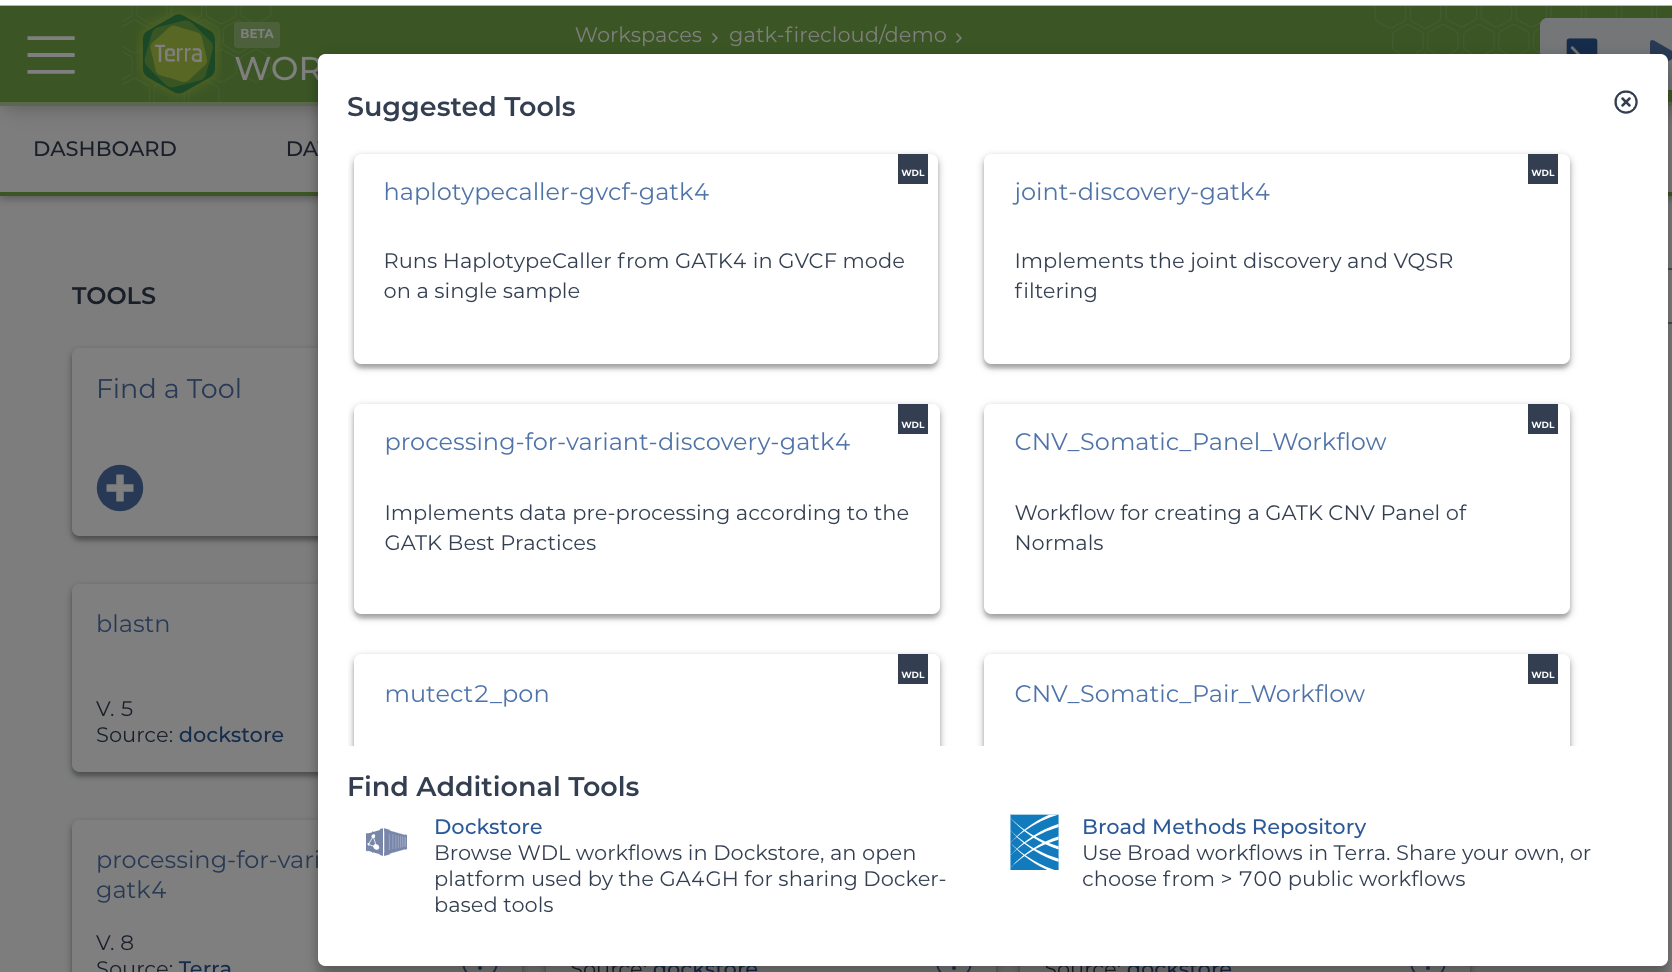 BETA
Workspaces › gatk-firecloud/demo ›
Terra
WOR
DASHBOARD
DA
TOOLS
Find a Tool
blastn
V. 5
Source: dockstore
processing-for-vari
gatk4
V. 8
Source: Terra
Suggested Tools
WDL
haplotypecaller-gvcf-gatk4
Runs HaplotypeCaller from GATK4 in GVCF mode
on a single sample
WDL
joint-discovery-gatk4
Implements the joint discovery and VQSR
filtering
WDL
processing-for-variant-discovery-gatk4
Implements data pre-processing according to the
GATK Best Practices
WDL
CNV_Somatic_Panel_Workflow
Workflow for creating a GATK CNV Panel of
Normals
WDL
mutect2_pon
WDL
CNV_Somatic_Pair_Workflow
Find Additional Tools
Dockstore
Browse WDL workflows in Dockstore, an open
platform used by the GA4GH for sharing Docker-
based tools
Broad Methods Repository
Use Broad workflows in Terra. Share your own, or
choose from > 700 public workflows
Source: dockstore
Source: dockstore